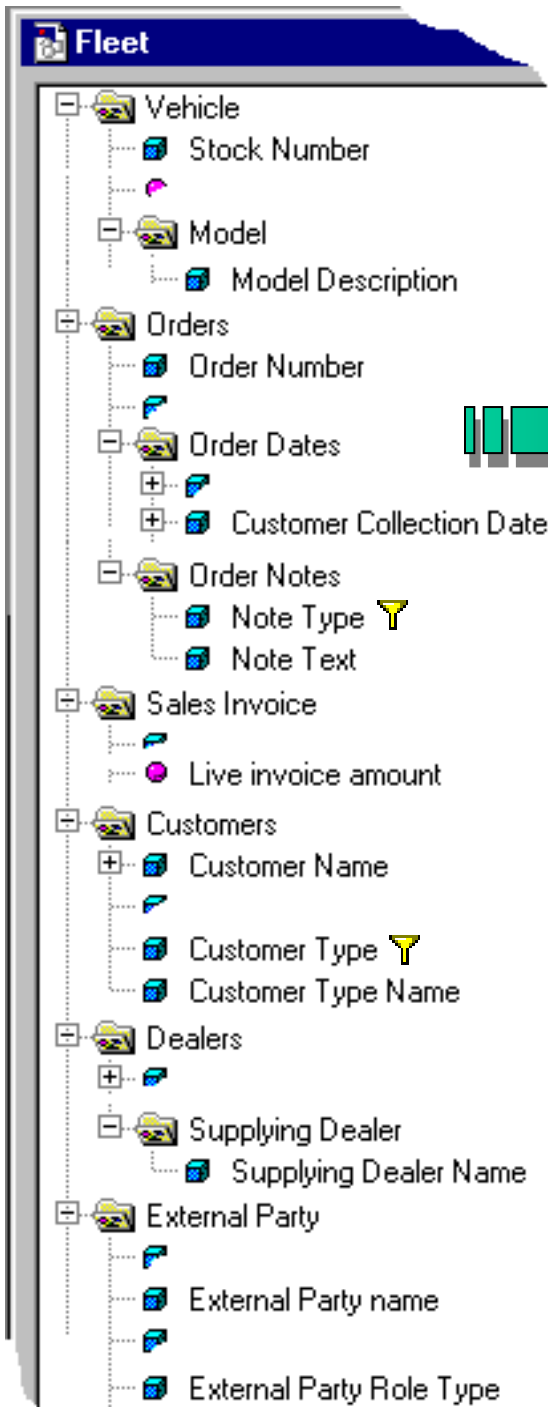 Fleet
Vehicle
Stock Number
Model
Model Description
Orders
Order Number
Order Dates
Customer Collection Date
Order Notes
Note Type
Note Text
Sales Invoice
Live invoice amount
Customers
Customer Name
Customer Type
Customer Type Name
Dealers
Supplying Dealer
Supplying Dealer Name
External Party
External Party name
External Party Role Type